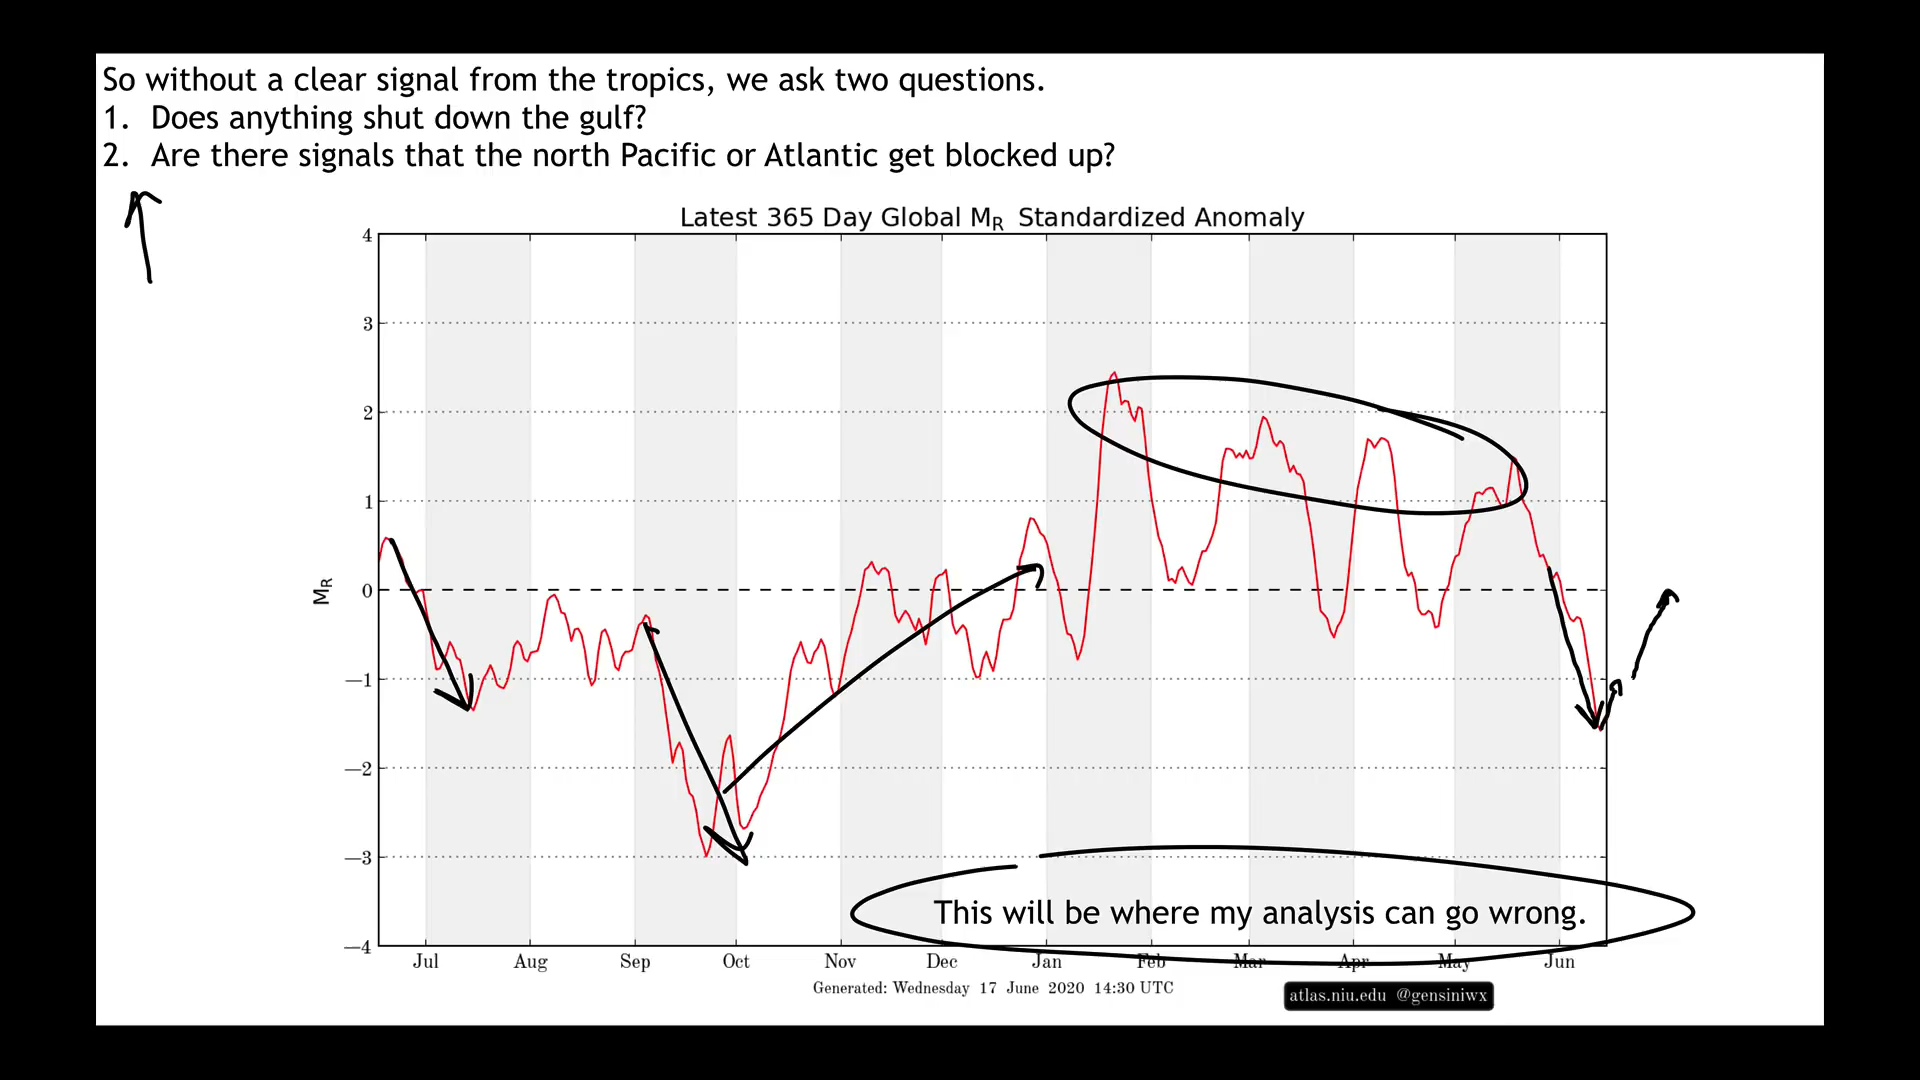 So without a clear signal from the tropics, we ask two questions.
1. Does anything shut down the gulf?
2. Are there signals that the north Pacific or Atlantic get blocked up?
Latest 365 Day Global MR Standardized Anomaly
4
3
2
1
0
−1
−2
−3
−4
MR
This will be where my analysis can go wrong.
Jul Aug Sep Oct Nov Dec Jan Feb Mar Apr May Jun
Generated: Wednesday 17 June 2020 14:30 UTC
atlas.niu.edu @gensiniwx